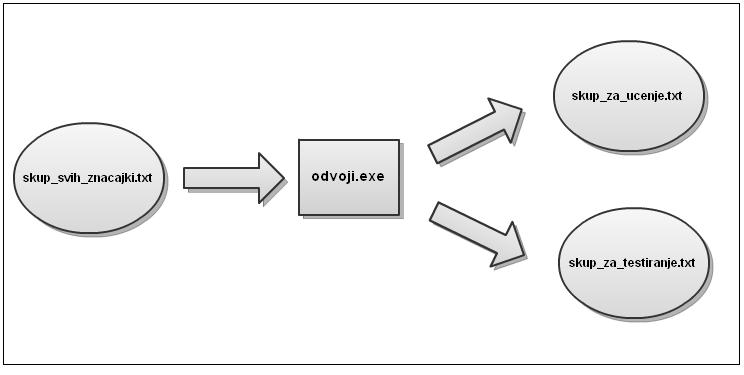 skup_svih_znacajki.txt
odvoji.exe
skup_za_ucenje.txt
skup_za_testiranje.txt